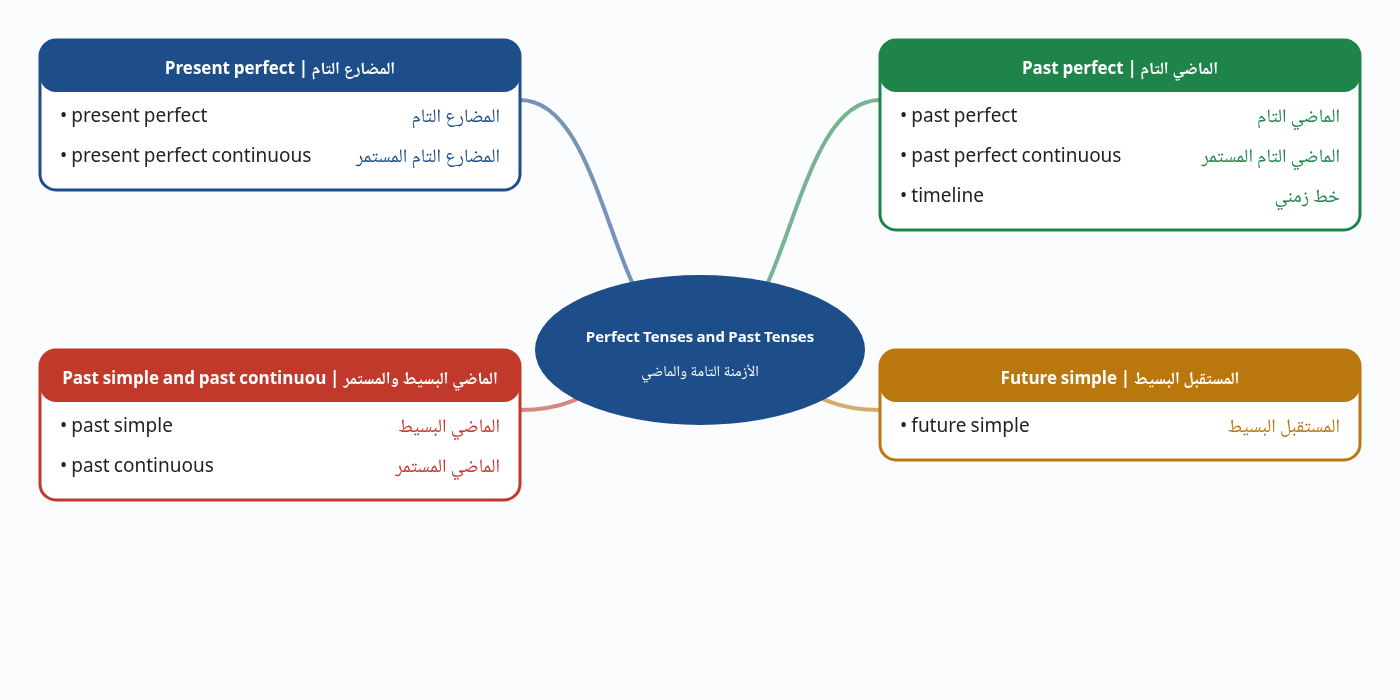 Present perfect | المضارع التام
• present perfect المضارع التام
• present perfect continuous المضارع التام المستمر
Past perfect | الماضي التام
• past perfect الماضي التام
• past perfect continuous الماضي التام المستمر
• timeline خط زمني
Perfect Tenses and Past Tenses
الأزمنة التامة والماضي
Past simple and past continuou | الماضي البسيط والمستمر
• past simple الماضي البسيط
• past continuous الماضي المستمر
Future simple | المستقبل البسيط
• future simple المستقبل البسيط